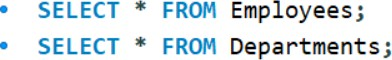 • SELECT * FROM Employees;
• SELECT * FROM Departments;